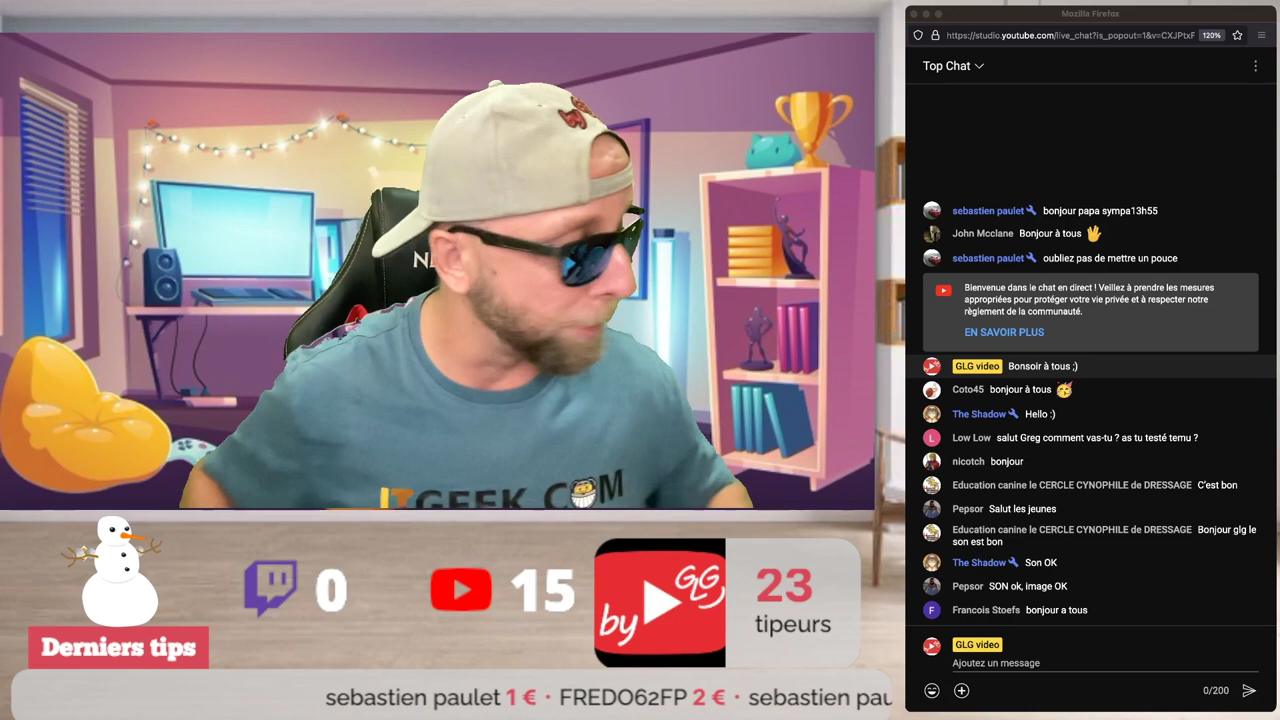 Mozilla Firefox
https://studio.youtube.com/live_chat?is_popout=1&v=CXJPtxF
120%
Top Chat
sebastien paulet bonjour papa sympa13h55
John Mcclane Bonjour à tous 🖖
sebastien paulet oubliez pas de mettre un pouce
Bienvenue dans le chat en direct ! Veillez à prendre les mesures
appropriées pour protéger votre vie privée et à respecter notre
règlement de la communauté.
EN SAVOIR PLUS
GLG video Bonsoir à tous ;)
Coto45 bonjour à tous 🥳
The Shadow Hello :)
L Low Low salut Greg comment vas-tu ? as tu testé temu ?
nicotch bonjour
Education canine le CERCLE CYNOPHILE de DRESSAGE C'est bon
Pepsor Salut les jeunes
Education canine le CERCLE CYNOPHILE de DRESSAGE Bonjour glg le
son est bon
The Shadow Son OK
Pepsor SON ok, image OK
F Francois Stoefs bonjour a tous
GLG video
Ajoutez un message
0/200
ITGEEK.COM
0
15
by GLG
23
tipeurs
Derniers tips
sebastien paulet 1 € · FREDO62FP 2 € · sebastien pau